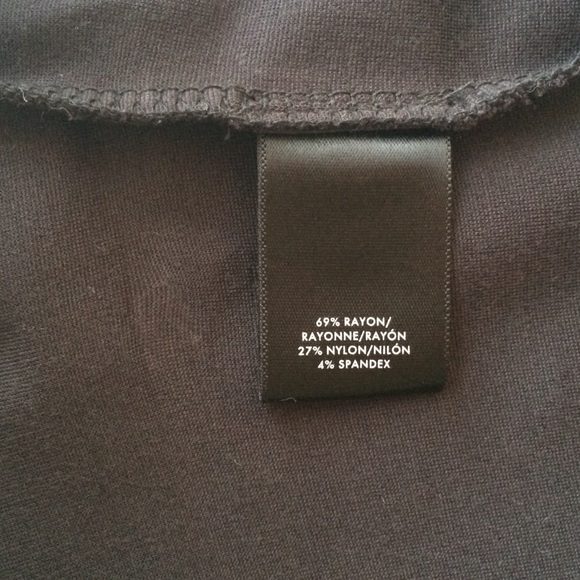 69% RAYON/
RAYONNE/RAYÓN
27% NYLON/NILÓN
4% SPANDEX